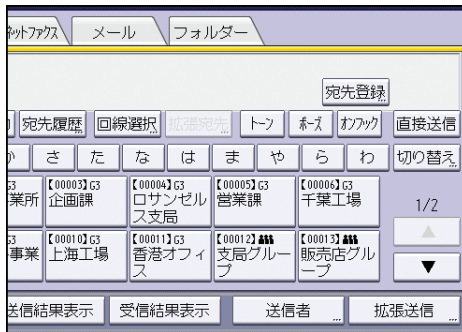 ネットファクス メール フォルダー
宛先登録
宛先履歴 回線選択 拡張宛先 トーン ポーズ オンフック 直接送信
か さ た な は ま や ら わ 切り替え
G3 【00003】G3 【00004】G3 【00005】G3 【00006】G3
業所 企画課 ロサンゼル 営業課 千葉工場 1/2
ス支局
G3 【00010】G3 【00011】G3 【00012】 【00013】
事業 上海工場 香港オフィ 支局グルー 販売店グル
ス プ ープ
送信結果表示 受信結果表示 送信者 拡張送信